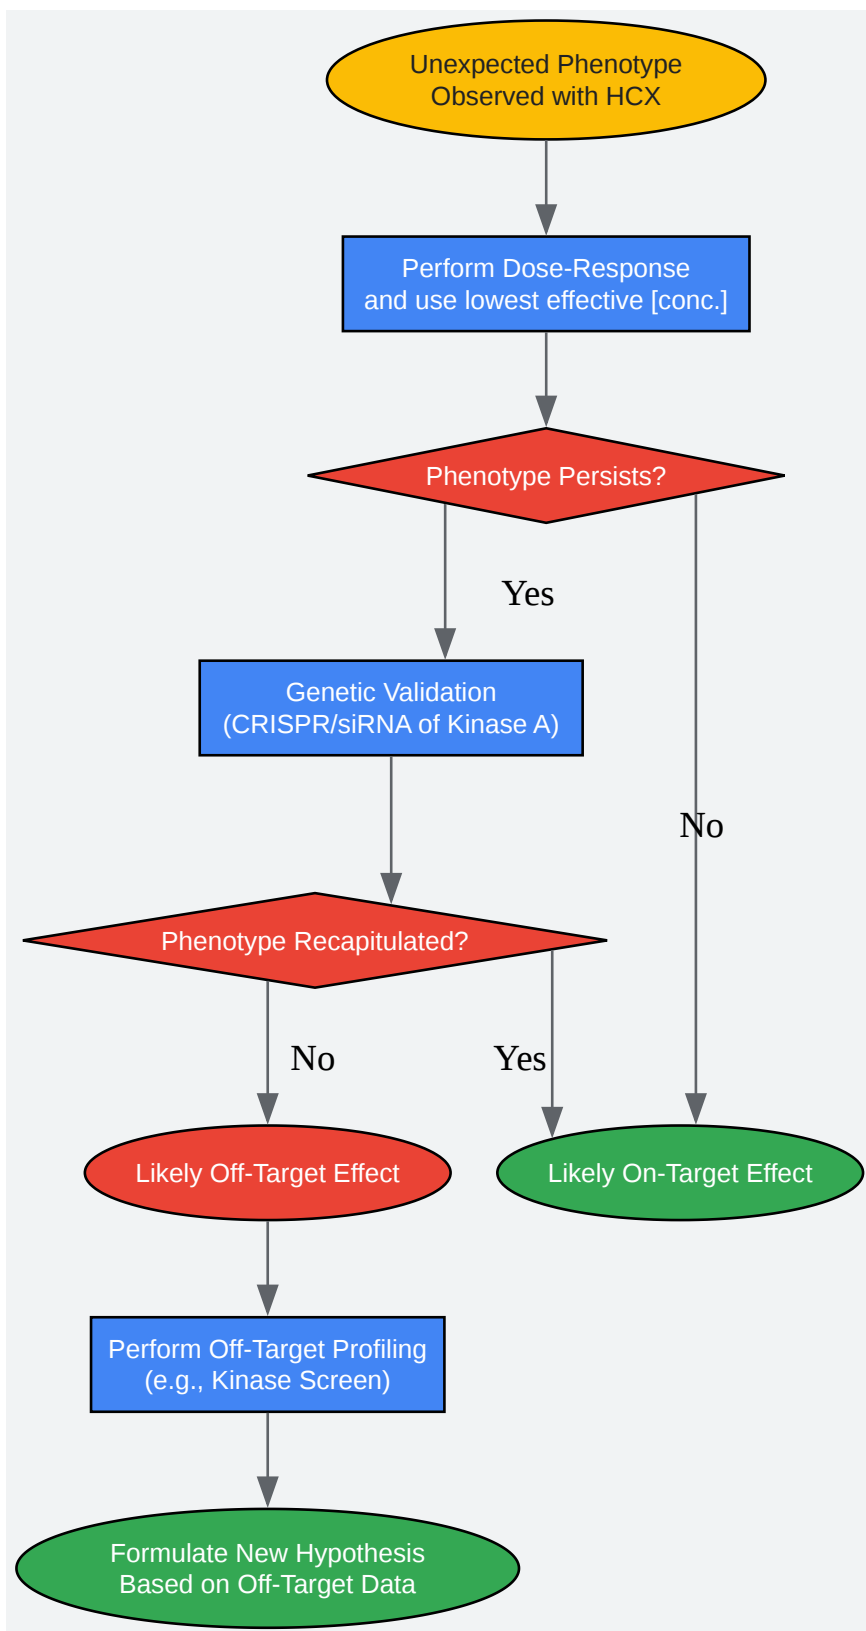 Unexpected Phenotype
Observed with HCX
Perform Dose-Response
and use lowest effective [conc.]
Phenotype Persists?
Yes
Genetic Validation
(CRISPR/siRNA of Kinase A)
No
Phenotype Recapitulated?
No
Yes
Likely Off-Target Effect
Likely On-Target Effect
Perform Off-Target Profiling
(e.g., Kinase Screen)
Formulate New Hypothesis
Based on Off-Target Data